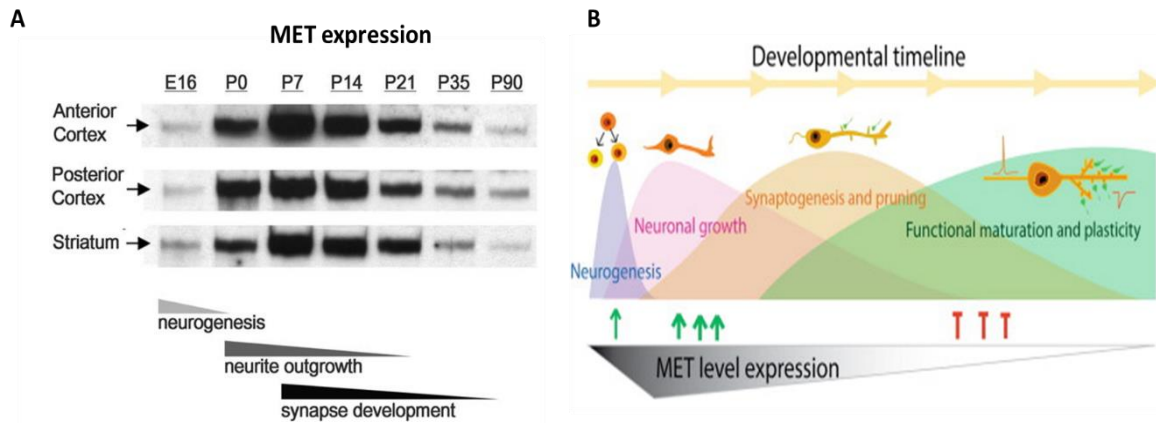 A
MET expression
E16 P0 P7 P14 P21 P35 P90
Anterior
Cortex
Posterior
Cortex
Striatum
neurogenesis
neurite outgrowth
synapse development
B
Developmental timeline
Synaptogenesis and pruning
Neuronal growth
Functional maturation and plasticity
Neurogenesis
MET level expression